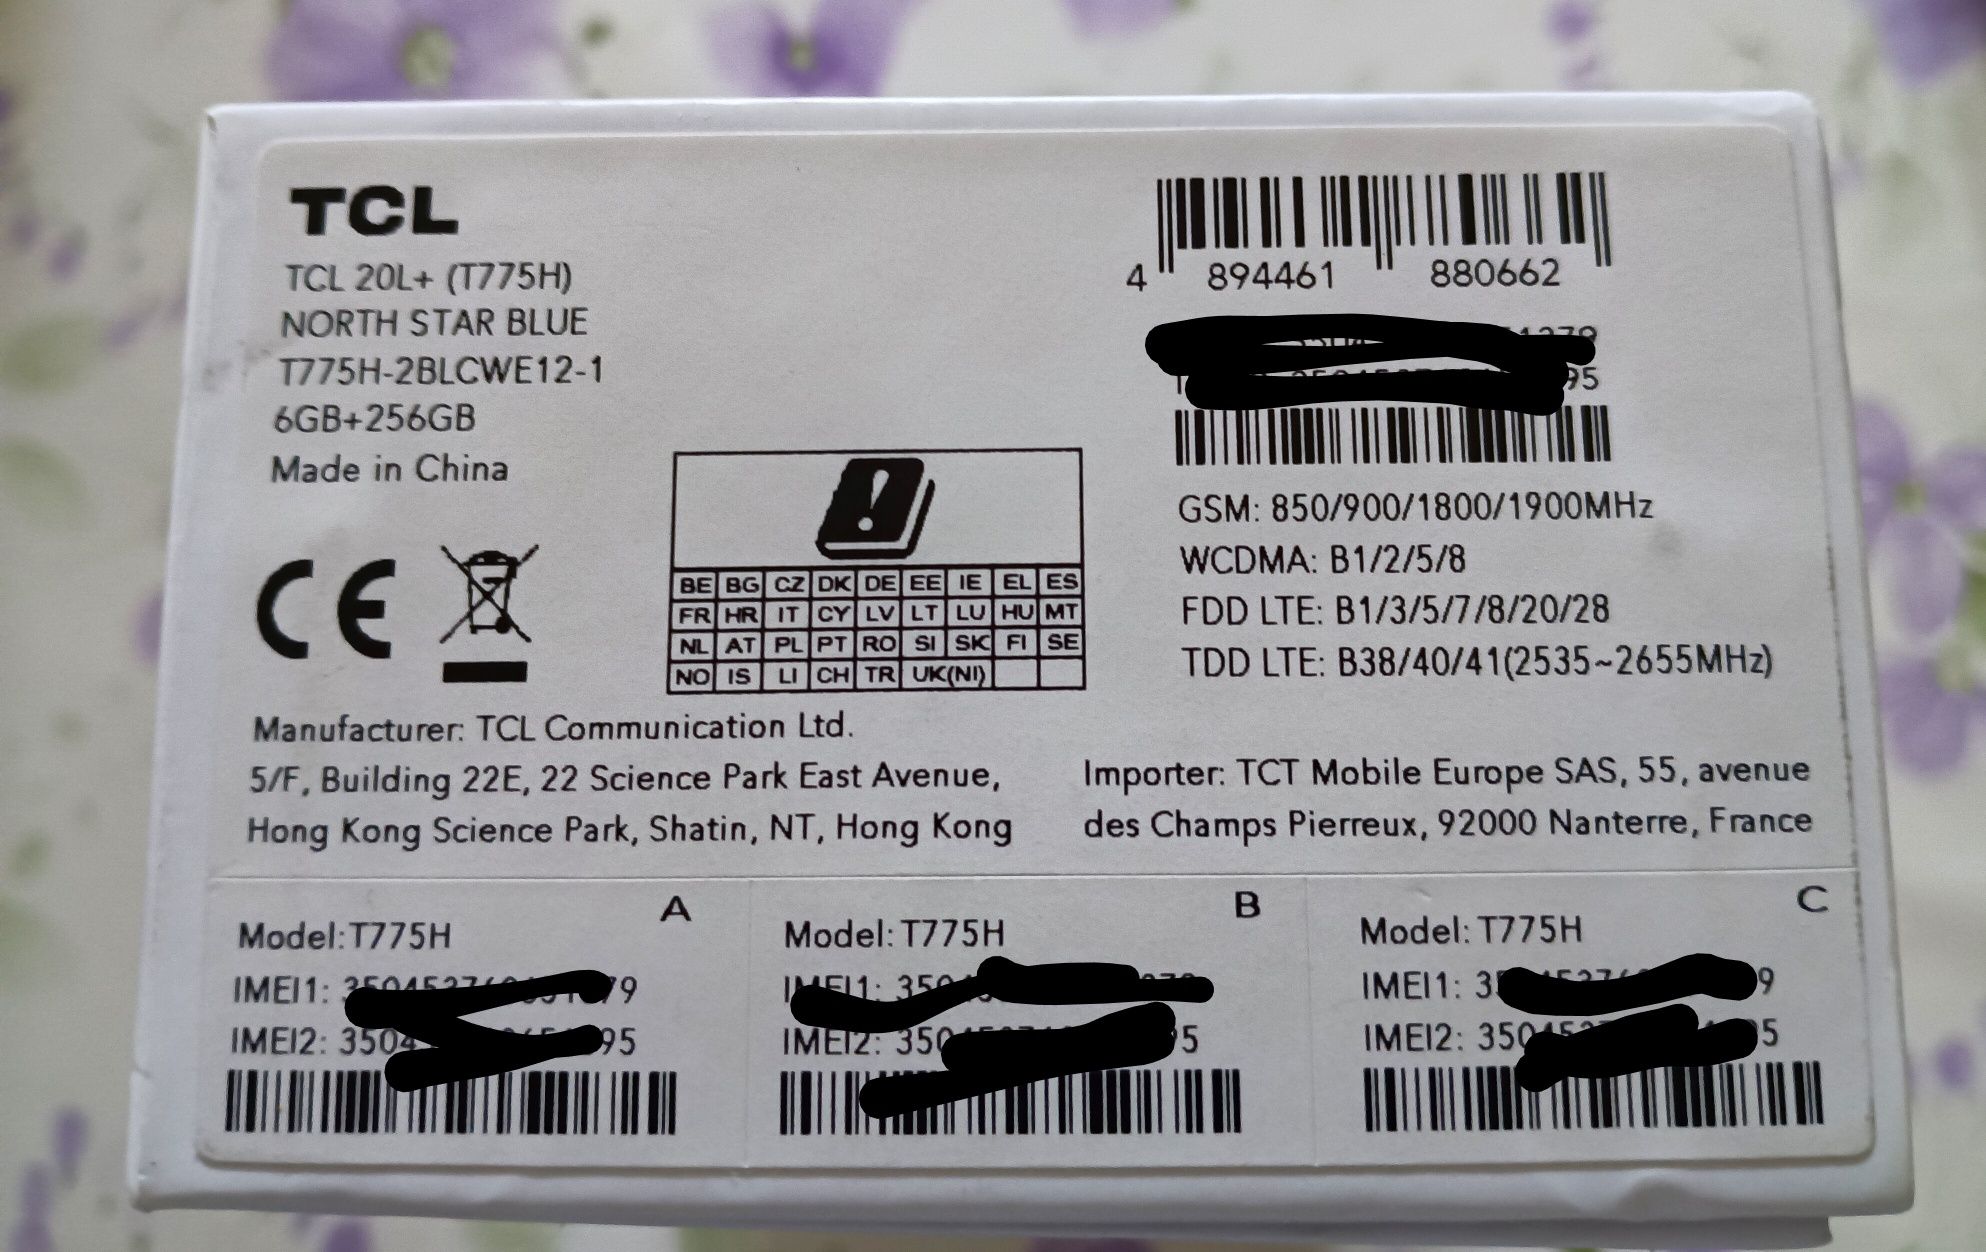 TCL
TCL 20L+ (T775H)
NORTH STAR BLUE
T775H-2BLCWE12-1
6GB+256GB
Made in China
4 894461 880662
GSM: 850/900/1800/1900MHz
WCDMA: B1/2/5/8
FDD LTE: B1/3/5/7/8/20/28
TDD LTE: B38/40/41(2535~2655MHz)
CE
BE BG CZ DK DE EE IE EL ES
FR HR IT CY LV LT LU HU MT
NL AT PL PT RO SI SK FI SE
NO IS LI CH TR UK(NI)
Manufacturer: TCL Communication Ltd.
5/F, Building 22E, 22 Science Park East Avenue,
Hong Kong Science Park, Shatin, NT, Hong Kong
Importer: TCT Mobile Europe SAS, 55, avenue
des Champs Pierreux, 92000 Nanterre, France
A
Model:T775H
IMEI1:
IMEI2:
B
Model: T775H
IMEI1:
IMEI2:
C
Model: T775H
IMEI1:
IMEI2: